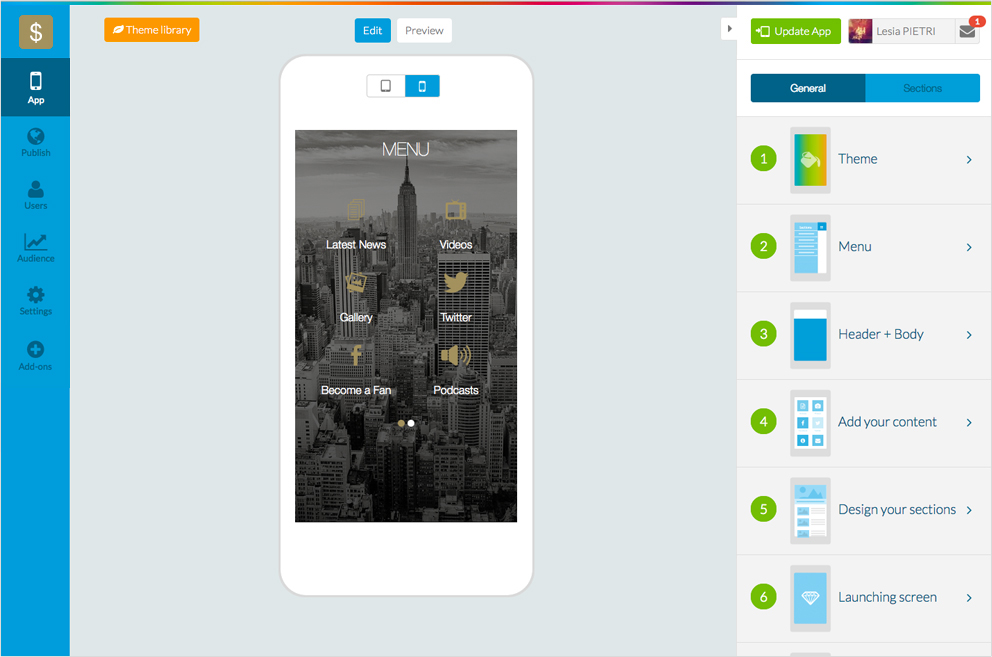 $
Theme library
Edit
Preview
Update App
Lesia PIETRI
1
App
Publish
Users
Audience
Settings
Add-ons
MENU
Latest News
Videos
Gallery
Twitter
Become a Fan
Podcasts
General
Sections
1
Theme
2
Menu
3
Header + Body
4
Add your content
5
Design your sections
6
Launching screen